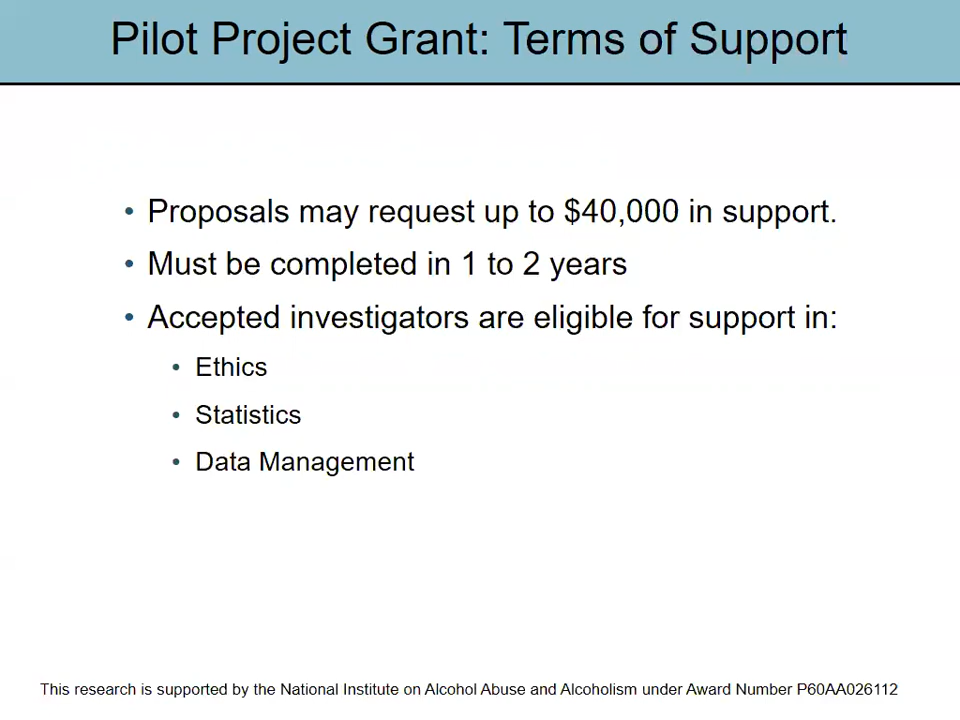 Pilot Project Grant: Terms of Support
• Proposals may request up to $40,000 in support.
• Must be completed in 1 to 2 years
• Accepted investigators are eligible for support in:
• Ethics
• Statistics
• Data Management
This research is supported by the National Institute on Alcohol Abuse and Alcoholism under Award Number P60AA026112